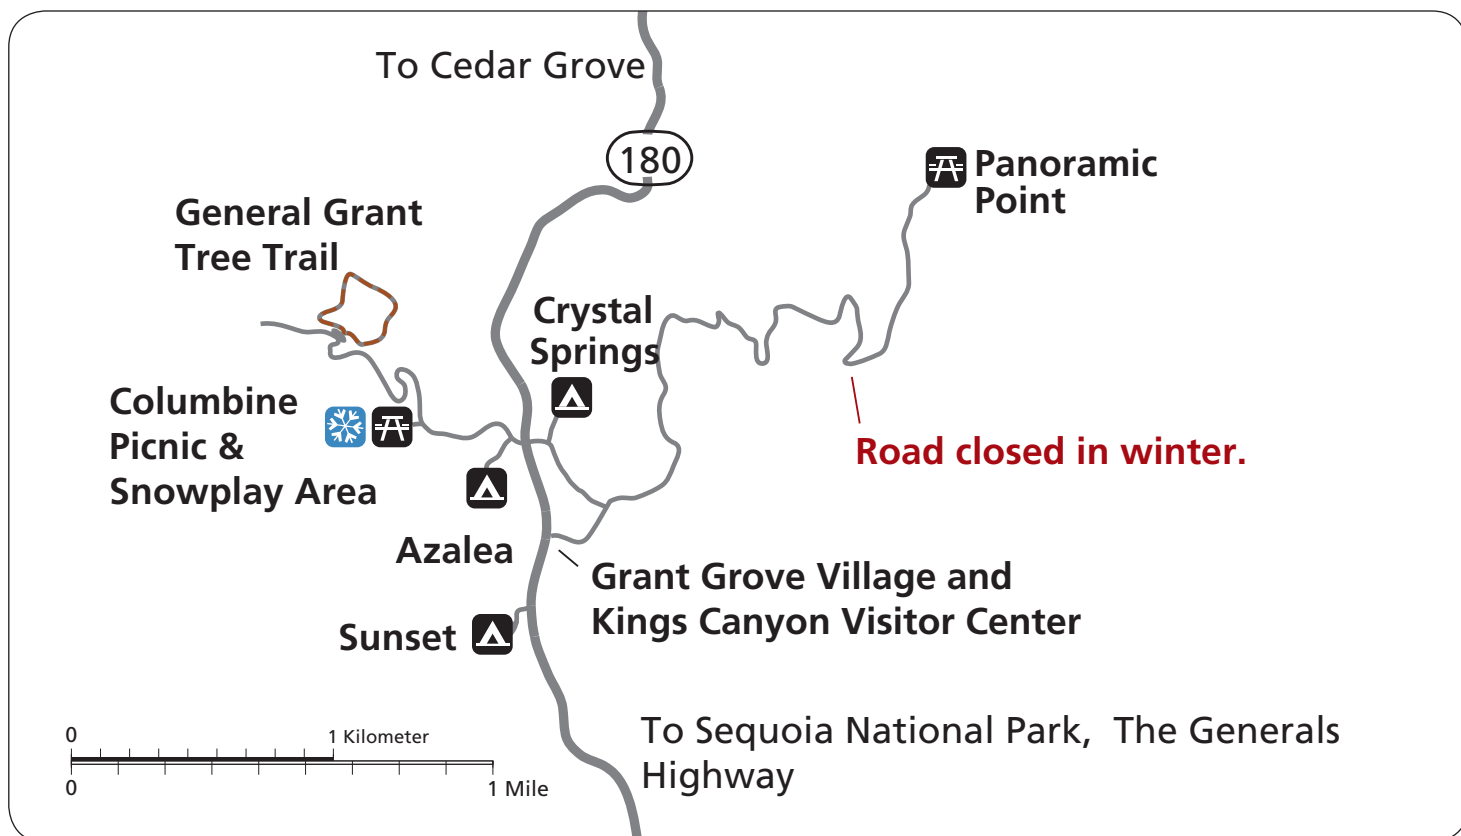 To Cedar Grove
180
Panoramic
Point
General Grant
Tree Trail
Crystal
Springs
Columbine
Picnic &
Snowplay Area
Road closed in winter.
Azalea
Grant Grove Village and
Kings Canyon Visitor Center
Sunset
To Sequoia National Park, The Generals
Highway
0
1 Kilometer
0
1 Mile